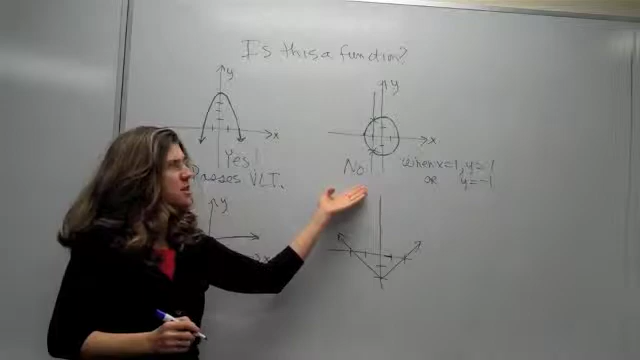 Is this a function?
y
y
x
x
Yes
No
when x=1, y=1
or y=-1
Passes VLT.
y
x